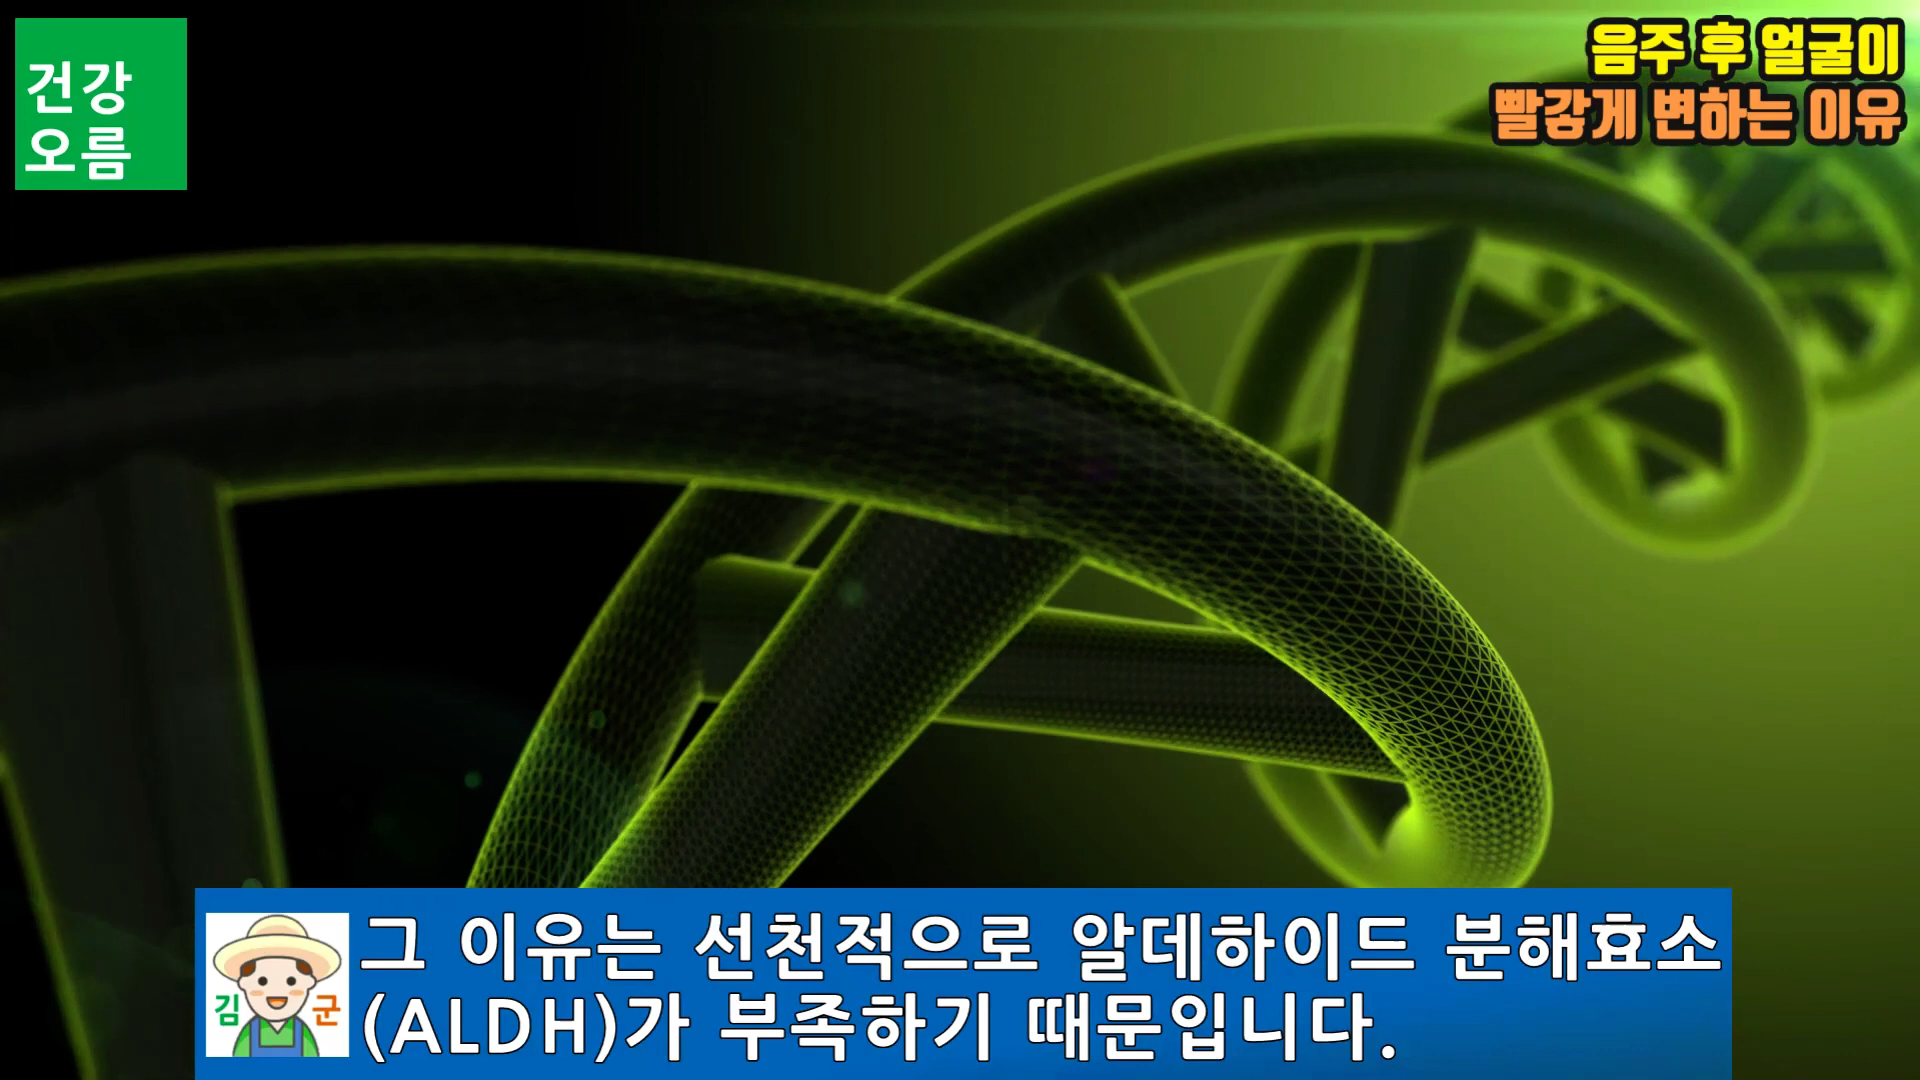 건강
오름
음주 후 얼굴이
빨갛게 변하는 이유
그 이유는 선천적으로 알데하이드 분해효소
(ALDH)가 부족하기 때문입니다.
김 군